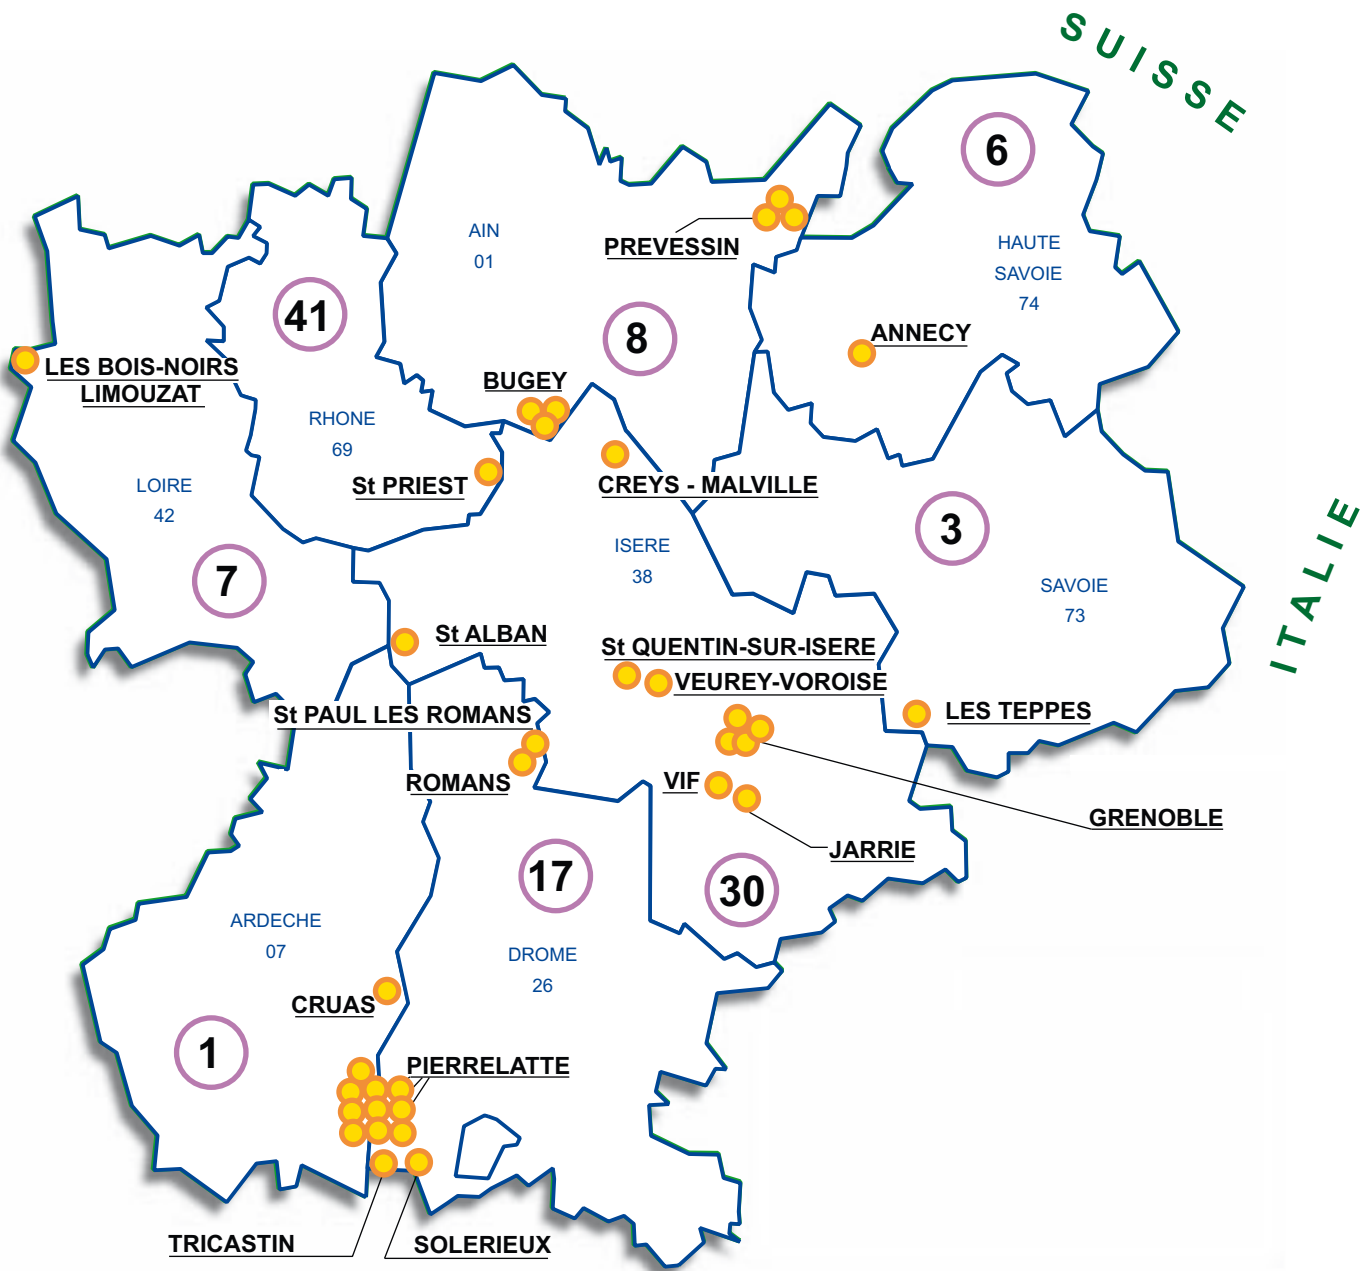 SUISSE
6
AIN
01
PREVESSIN
HAUTE
SAVOIE
74
41
8
ANNECY
LES BOIS-NOIRS
LIMOUZAT
BUGEY
RHONE
69
St PRIEST
CREYS - MALVILLE
LOIRE
42
3
ITALIE
ISERE
38
7
SAVOIE
73
St ALBAN
St QUENTIN-SUR-ISERE
VEUREY-VOROISE
St PAUL LES ROMANS
LES TEPPES
ROMANS
VIF
GRENOBLE
JARRIE
17
30
ARDECHE
07
DROME
26
CRUAS
1
PIERRELATTE
TRICASTIN
SOLERIEUX